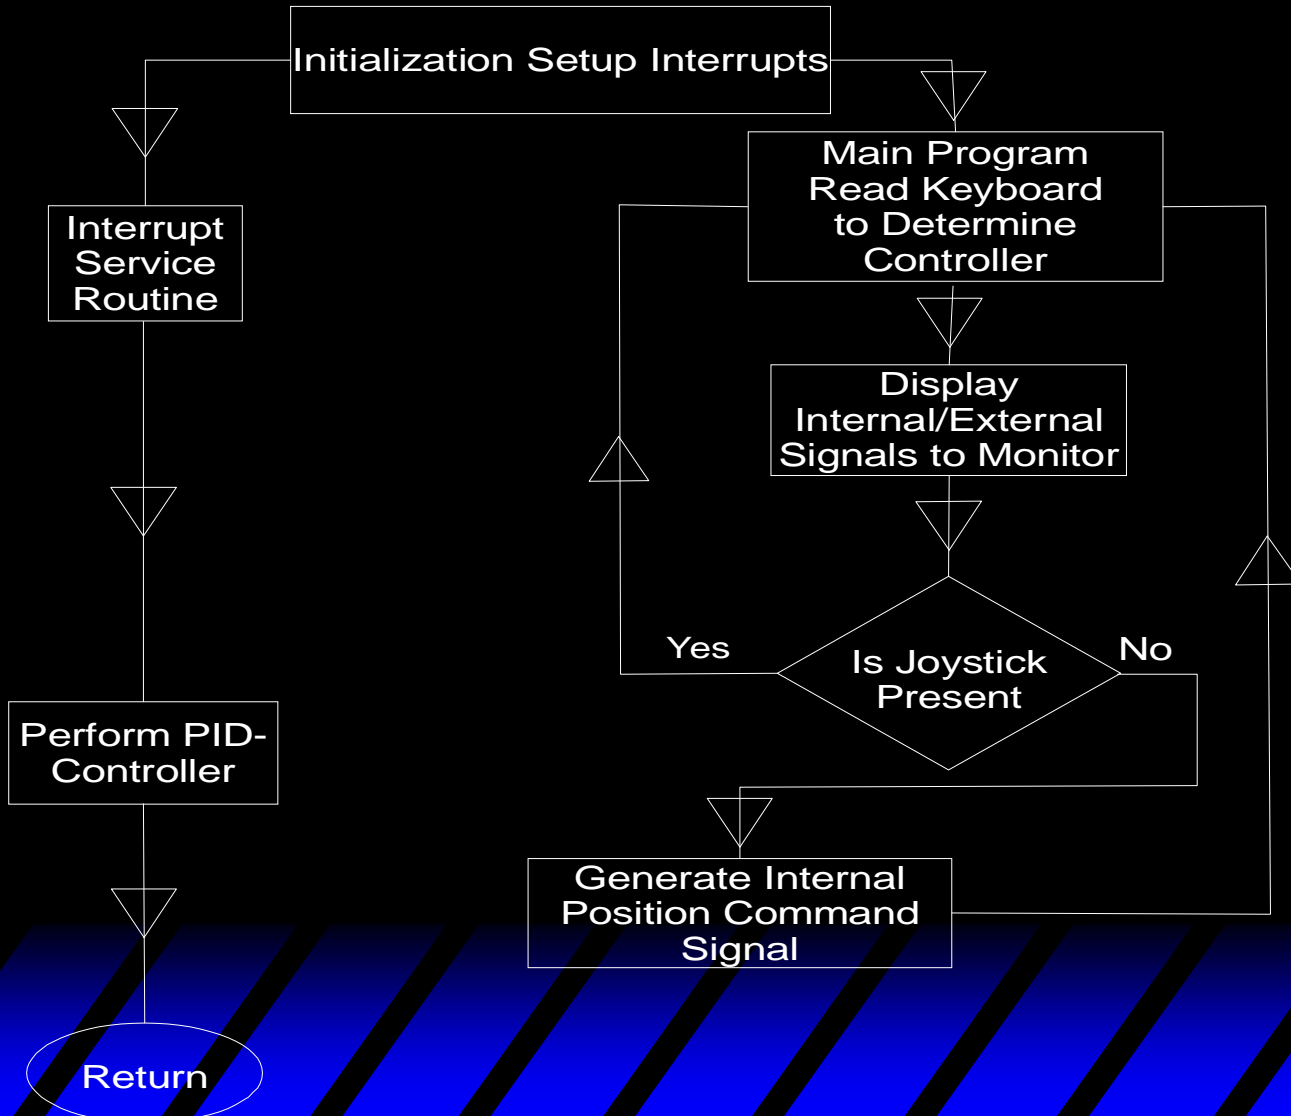 Initialization Setup Interrupts
Main Program
Read Keyboard
to Determine
Controller
Interrupt
Service
Routine
Display
Internal/External
Signals to Monitor
Yes
Is Joystick
Present
No
Perform PID-
Controller
Generate Internal
Position Command
Signal
Return